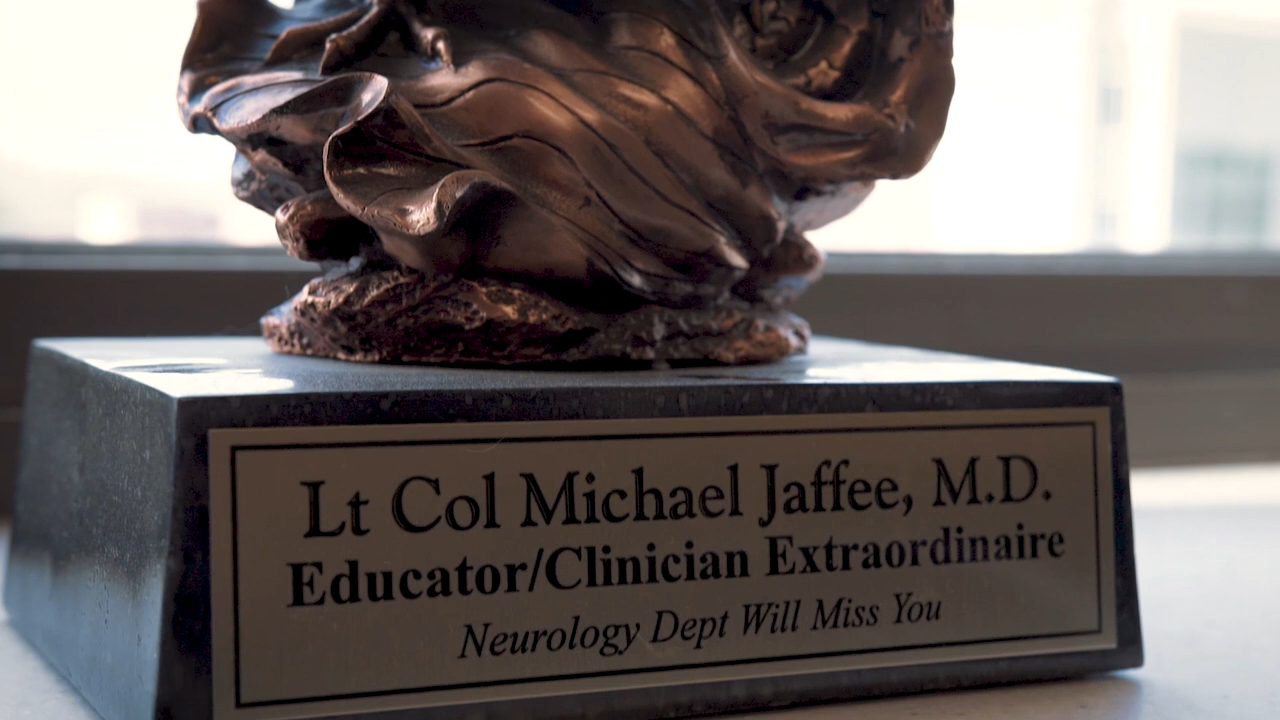 Lt Col Michael Jaffee, M.D.
Educator/Clinician Extraordinaire
Neurology Dept Will Miss You